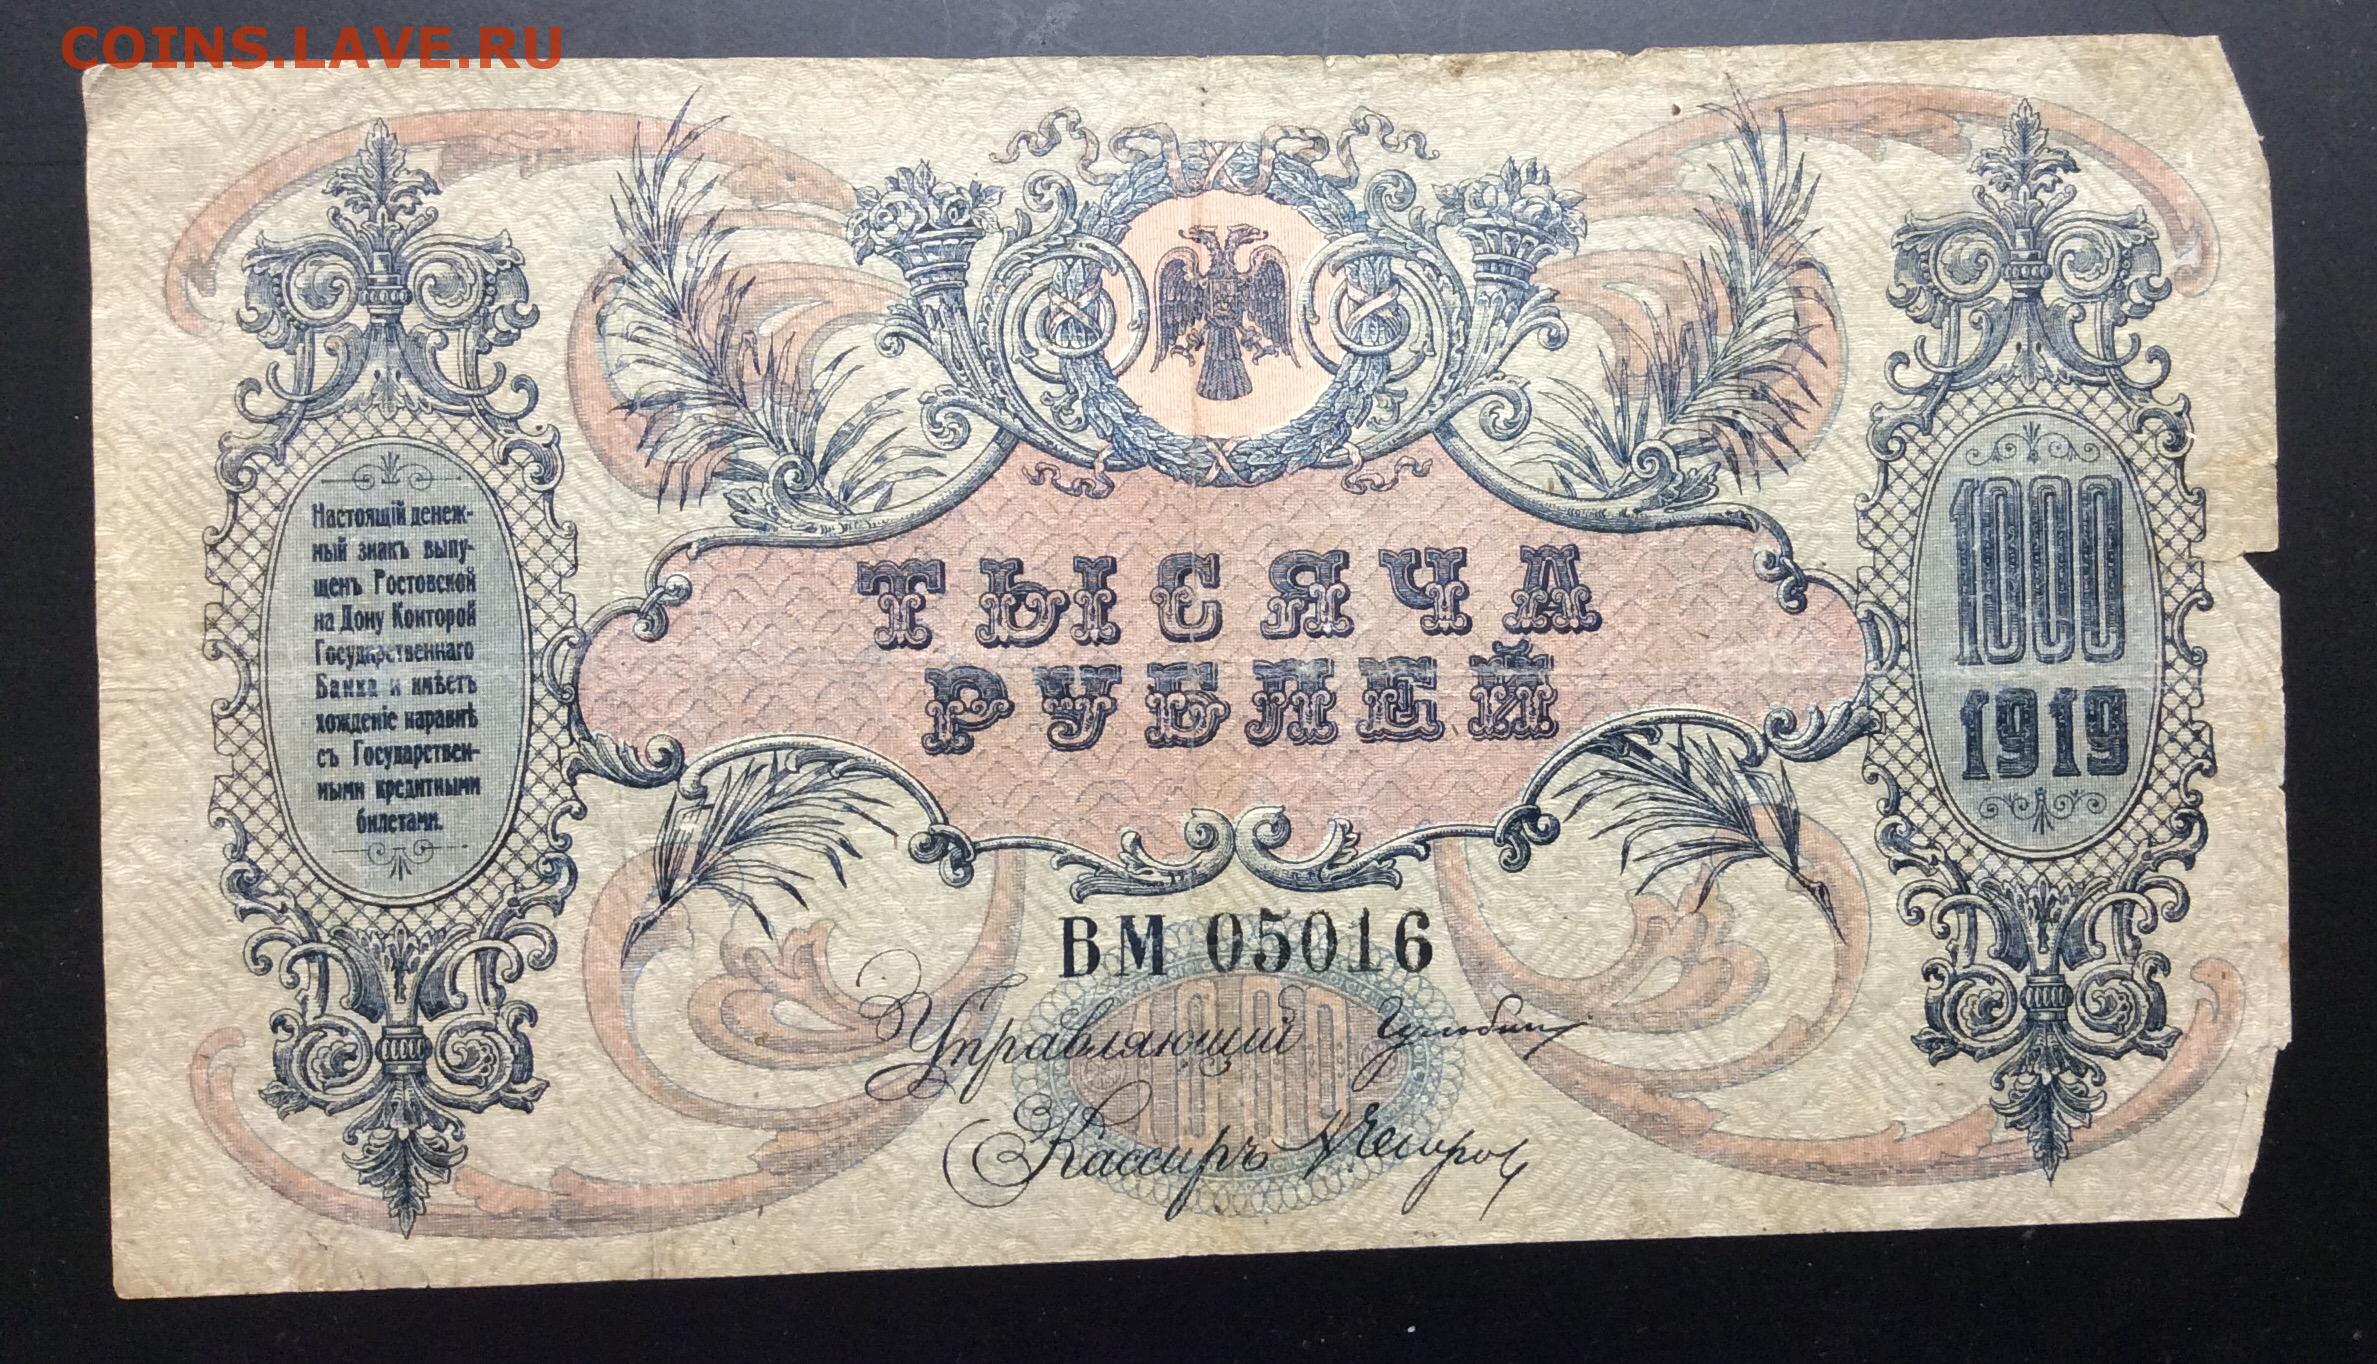 COINS.LAVE.RU
Настоящій денеж-
ный знакъ выпу-
щенъ Ростовской
на Дону Конторой
Государственнаго
Банка и имѣетъ
хожденіе наравнѣ
съ Государствен-
ными кредитными
билетами.
ТЫСЯЧА
РУБЛЕЙ
1000
1919
ВМ 05016
1000
Управляющій
Кассиръ